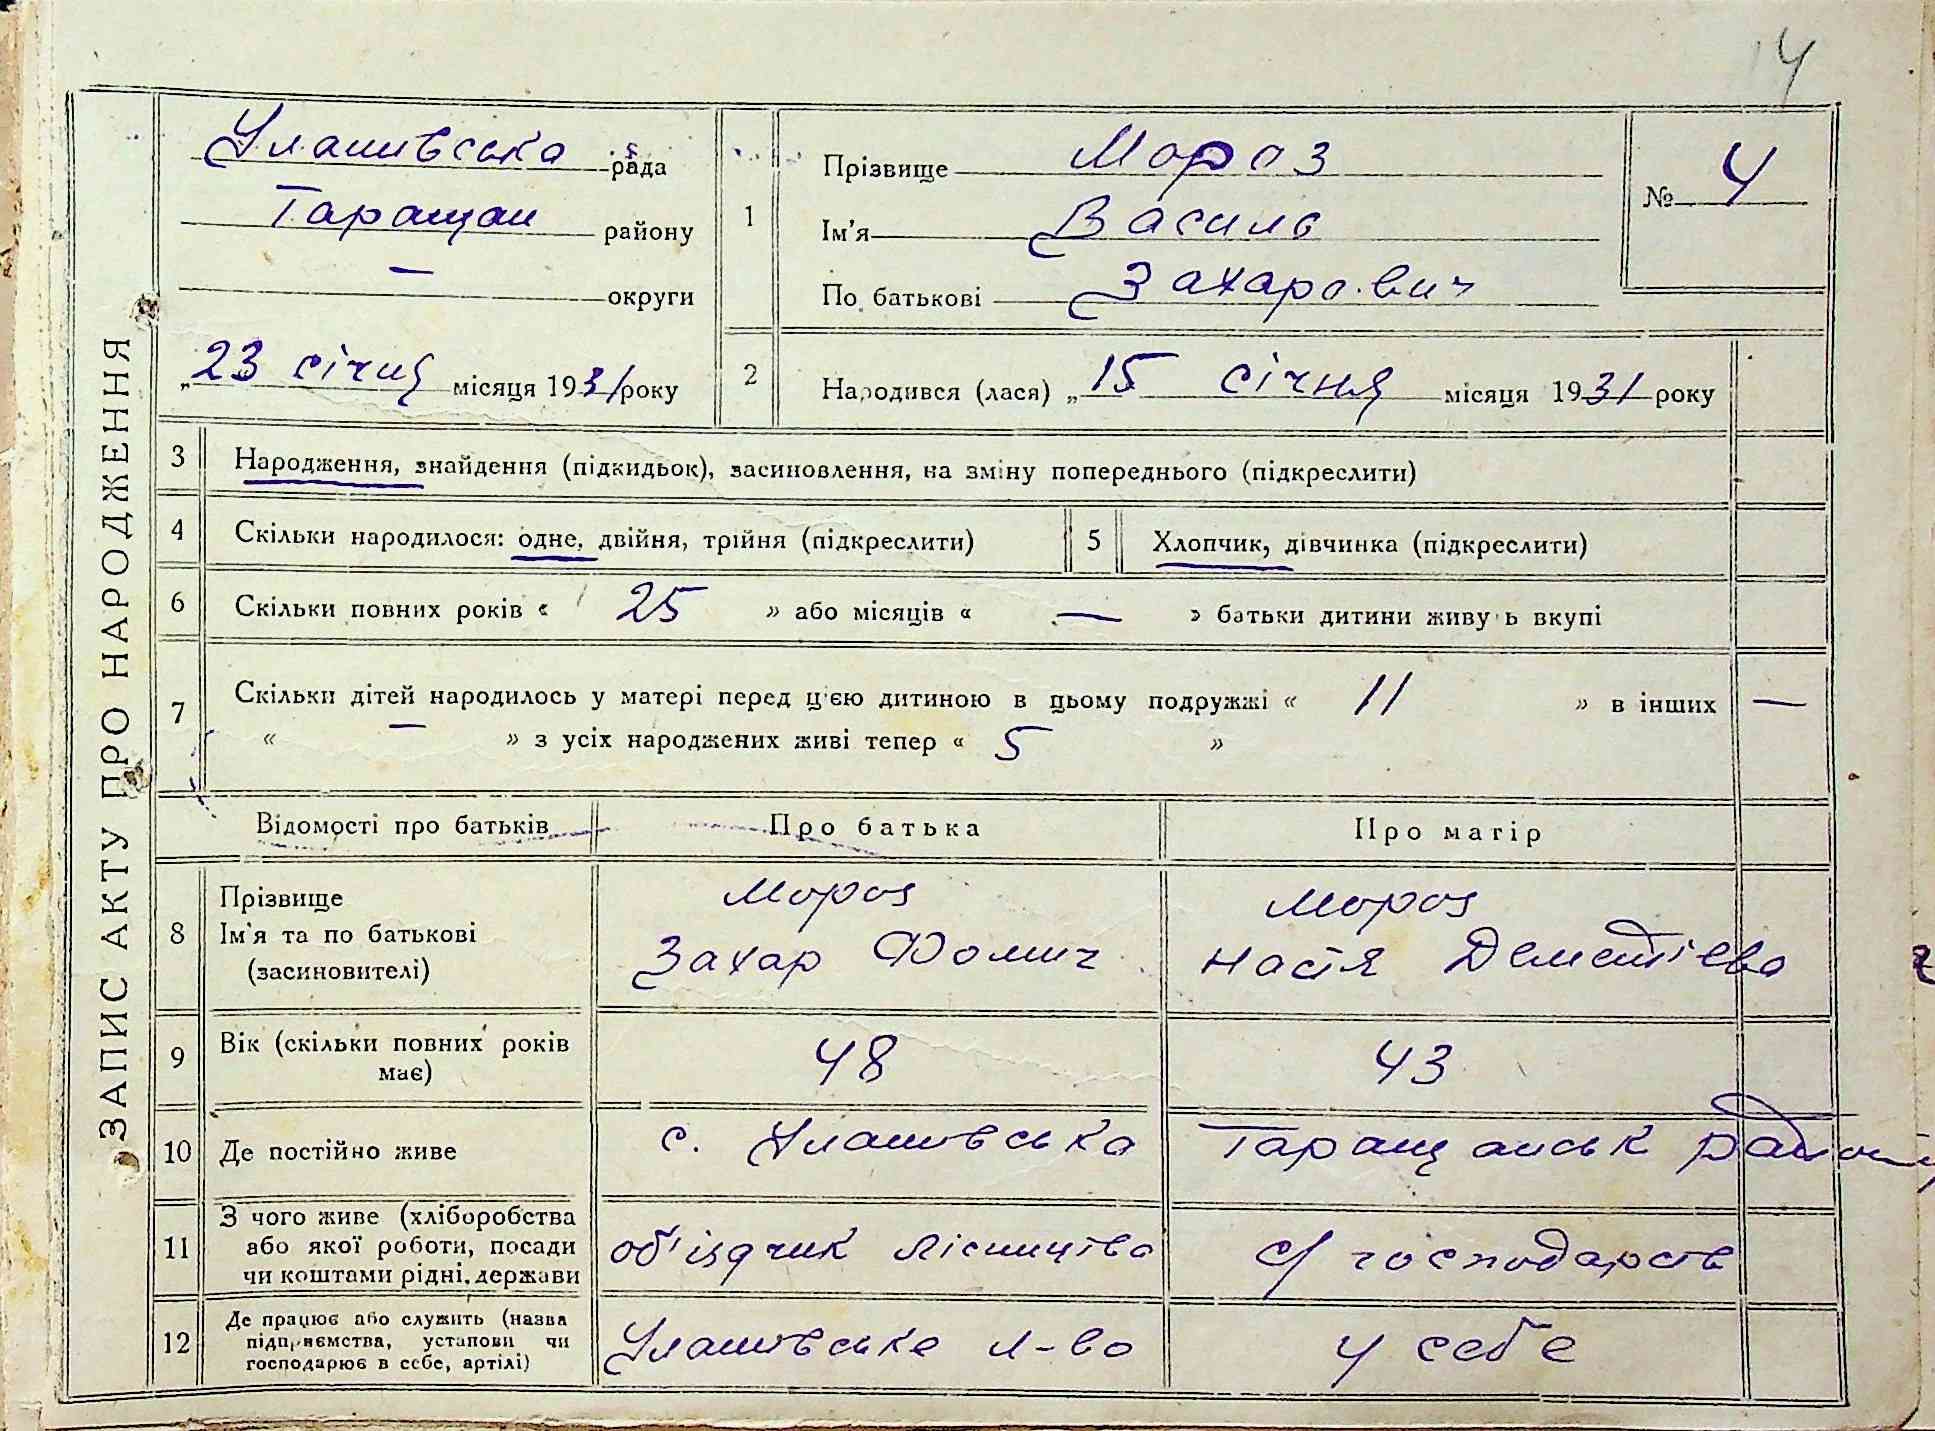 14
ЗАПИС АКТУ ПРО НАРОДЖЕННЯ
Улашивська рада
Таращан району
— округи
„23 січня місяця 1931 року
1
Прізвище Мороз
Ім'я Василь
По батькові Захарович
№ 4
2
Народився (лася) „15 січня місяця 1931 року
3 Народження, знайдення (підкидьок), засиновлення, на зміну попереднього (підкреслити)
4 Скільки народилося: одне, двійня, трійня (підкреслити)
5 Хлопчик, дівчинка (підкреслити)
6 Скільки повних років « 25 » або місяців « — » батьки дитини живуть вкупі
7 Скільки дітей народилось у матері перед цією дитиною в цьому подружжі « 11 » в інших —
« — » з усіх народжених живі тепер « 5 »
Відомості про батьків Про батька Про матір
8 Прізвище
Ім'я та по батькові
(засиновителі)
Мороз
Захар Фомич
Мороз
Настя Дементієва
9 Вік (скільки повних років
має)
48 43
10 Де постійно живе с. Улашовська Таращанськ району
11 З чого живе (хліборобства
або якої роботи, посади
чи коштами рідні, держави
об'їздчик лісництва
с/господарств
12 Де працює або служить (назва
підприємства, установи чи
господарює в себе, артілі)
Улашовське л-во
у себе